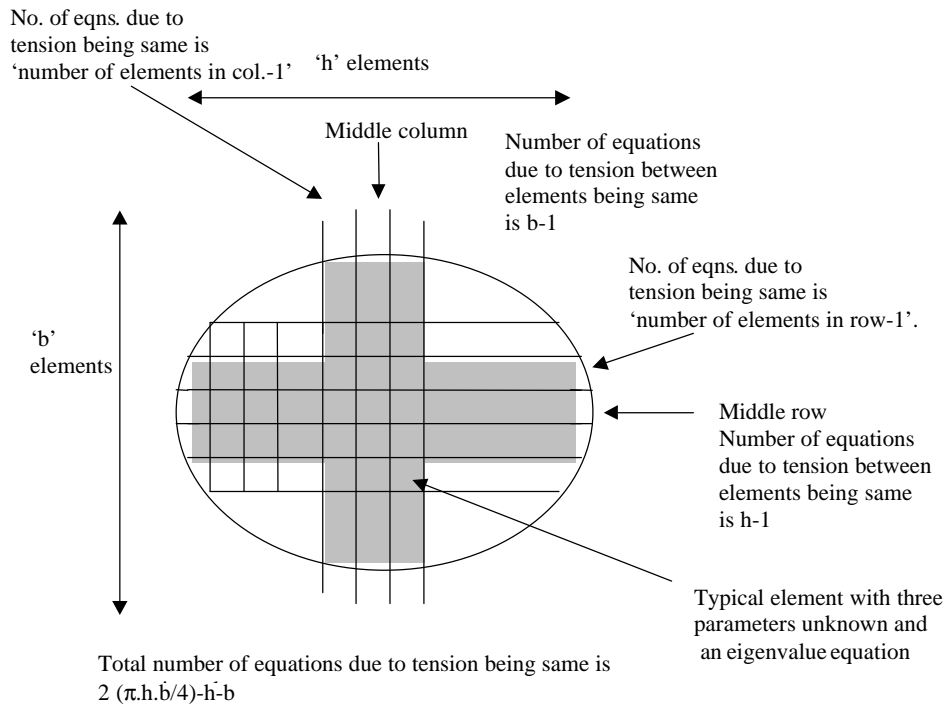 No. of eqns. due to
tension being same is
‘number of elements in col.-1’
‘h’ elements
Middle column
Number of equations
due to tension between
elements being same
is b-1
No. of eqns. due to
tension being same is
‘number of elements in row-1’.
‘b’
elements
Middle row
Number of equations
due to tension between
elements being same
is h-1
Typical element with three
parameters unknown and
an eigenvalue equation
Total number of equations due to tension being same is
2 (π.h.b/4)-h-b